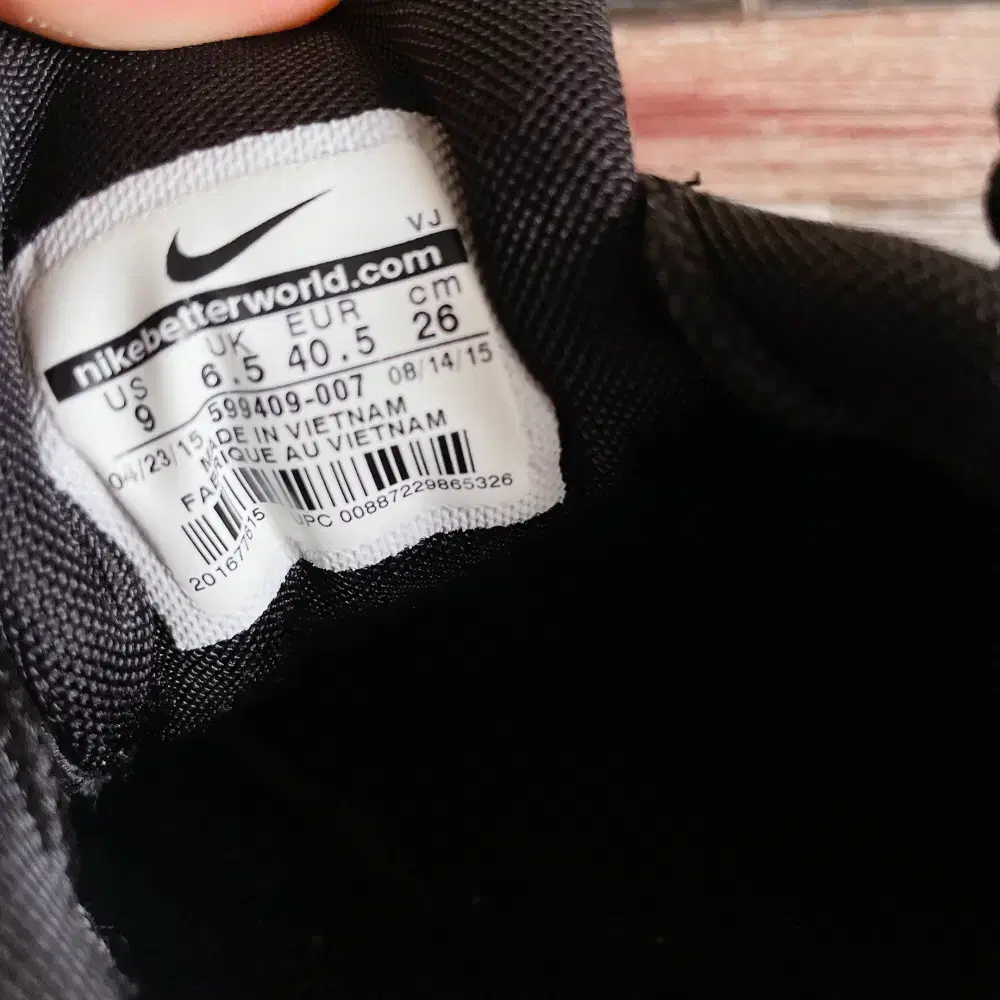 VJ
nikebetterworld.com
US UK EUR cm
9 6.5 40.5 26
599409-007
04/23/15 08/14/15
MADE IN VIETNAM
FABRIQUE AU VIETNAM
UPC 00887229865326
201677615